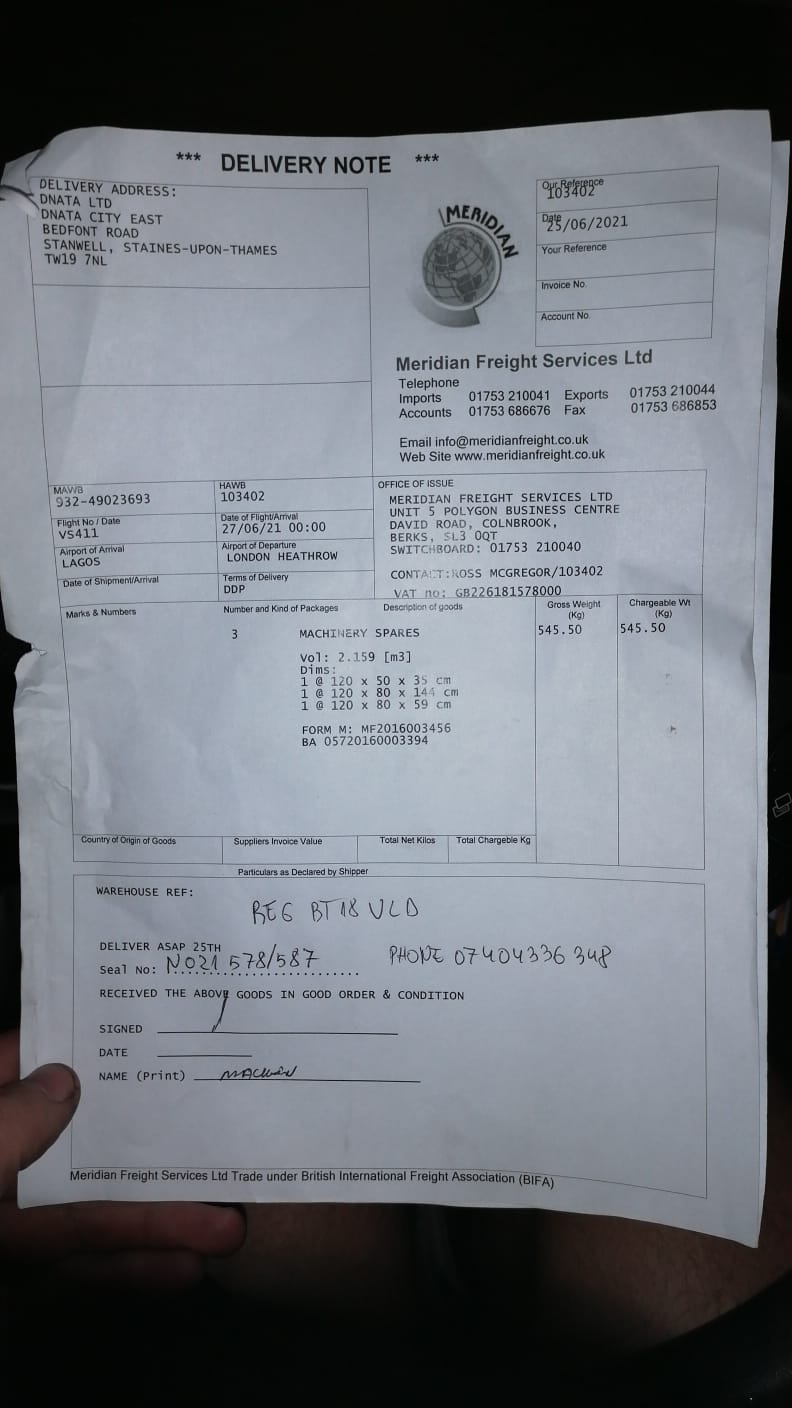 *** DELIVERY NOTE ***
DELIVERY ADDRESS:
DNATA LTD
DNATA CITY EAST
BEDFONT ROAD
STANWELL, STAINES-UPON-THAMES
TW19 7NL
MERIDIAN
Our Reference
103402
Date
25/06/2021
Your Reference
Invoice No.
Account No.
Meridian Freight Services Ltd
Telephone
Imports 01753 210041 Exports 01753 210044
Accounts 01753 686676 Fax 01753 686853
Email info@meridianfreight.co.uk
Web Site www.meridianfreight.co.uk
MAWB
932-49023693
HAWB
103402
Flight No / Date
VS411
Date of Flight/Arrival
27/06/21 00:00
Airport of Arrival
LAGOS
Airport of Departure
LONDON HEATHROW
Date of Shipment/Arrival
Terms of Delivery
DDP
OFFICE OF ISSUE
MERIDIAN FREIGHT SERVICES LTD
UNIT 5 POLYGON BUSINESS CENTRE
DAVID ROAD, COLNBROOK,
BERKS, SL3 0QT
SWITCHBOARD: 01753 210040
CONTACT:ROSS MCGREGOR/103402
VAT no: GB226181578000
Marks & Numbers Number and Kind of Packages Description of goods Gross Weight (Kg) Chargeable Wt (Kg)
3 MACHINERY SPARES 545.50 545.50
Vol: 2.159 [m3]
Dims:
1 @ 120 x 50 x 35 cm
1 @ 120 x 80 x 144 cm
1 @ 120 x 80 x 59 cm
FORM M: MF2016003456
BA 05720160003394
Country of Origin of Goods Suppliers Invoice Value Total Net Kilos Total Chargeble Kg
Particulars as Declared by Shipper
WAREHOUSE REF:
REG BT18 VLD
DELIVER ASAP 25TH
Seal No: N021 578/587 PHONE 07404336 348
RECEIVED THE ABOVE GOODS IN GOOD ORDER & CONDITION
SIGNED
DATE
NAME (Print)
Meridian Freight Services Ltd Trade under British International Freight Association (BIFA)